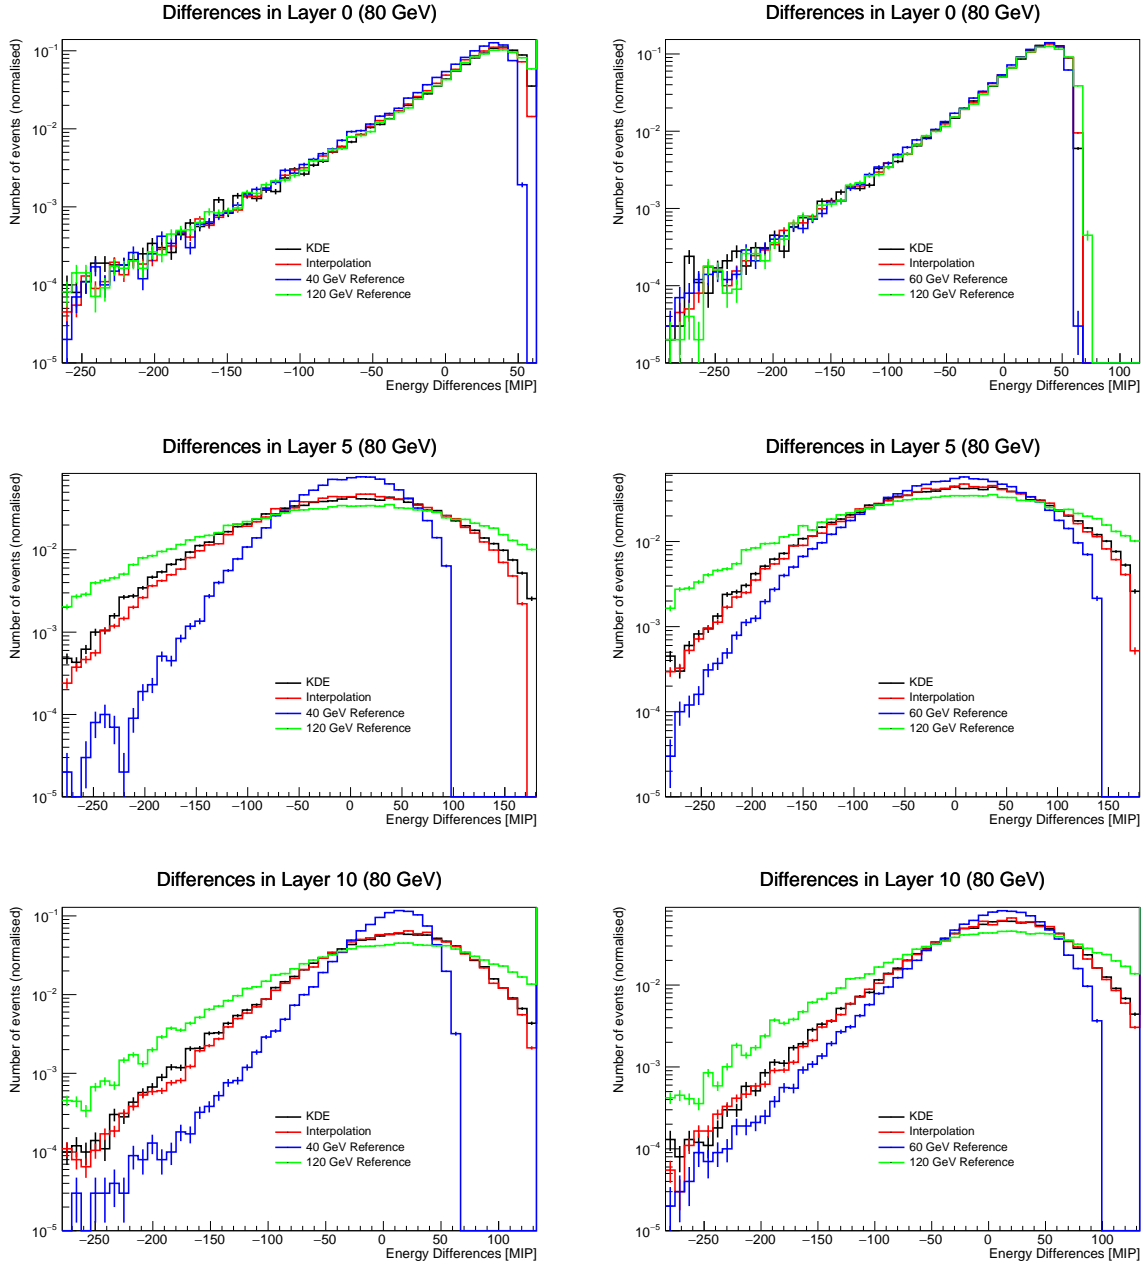 Differences in Layer 0 (80 GeV)
Number of events (normalised)
10⁻¹
10⁻²
10⁻³
10⁻⁴
10⁻⁵
KDE
Interpolation
40 GeV Reference
120 GeV Reference
−250 −200 −150 −100 −50 0 50
Energy Differences [MIP]
Differences in Layer 0 (80 GeV)
Number of events (normalised)
10⁻¹
10⁻²
10⁻³
10⁻⁴
10⁻⁵
KDE
Interpolation
60 GeV Reference
120 GeV Reference
−250 −200 −150 −100 −50 0 50 100
Energy Differences [MIP]
Differences in Layer 5 (80 GeV)
Number of events (normalised)
10⁻²
10⁻³
10⁻⁴
10⁻⁵
KDE
Interpolation
40 GeV Reference
120 GeV Reference
−250 −200 −150 −100 −50 0 50 100 150
Energy Differences [MIP]
Differences in Layer 5 (80 GeV)
Number of events (normalised)
10⁻²
10⁻³
10⁻⁴
10⁻⁵
KDE
Interpolation
60 GeV Reference
120 GeV Reference
−250 −200 −150 −100 −50 0 50 100 150
Energy Differences [MIP]
Differences in Layer 10 (80 GeV)
Number of events (normalised)
10⁻¹
10⁻²
10⁻³
10⁻⁴
10⁻⁵
KDE
Interpolation
40 GeV Reference
120 GeV Reference
−250 −200 −150 −100 −50 0 50 100
Energy Differences [MIP]
Differences in Layer 10 (80 GeV)
Number of events (normalised)
10⁻²
10⁻³
10⁻⁴
10⁻⁵
KDE
Interpolation
60 GeV Reference
120 GeV Reference
−250 −200 −150 −100 −50 0 50 100
Energy Differences [MIP]